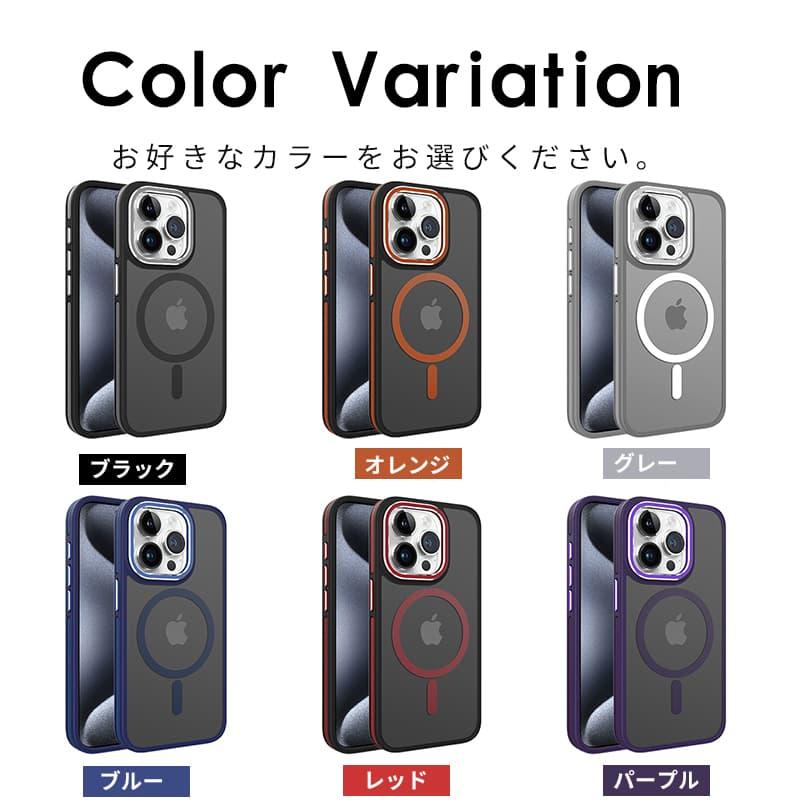 Color Variation
お好きなカラーをお選びください。
ブラック
オレンジ
グレー
ブルー
レッド
パープル